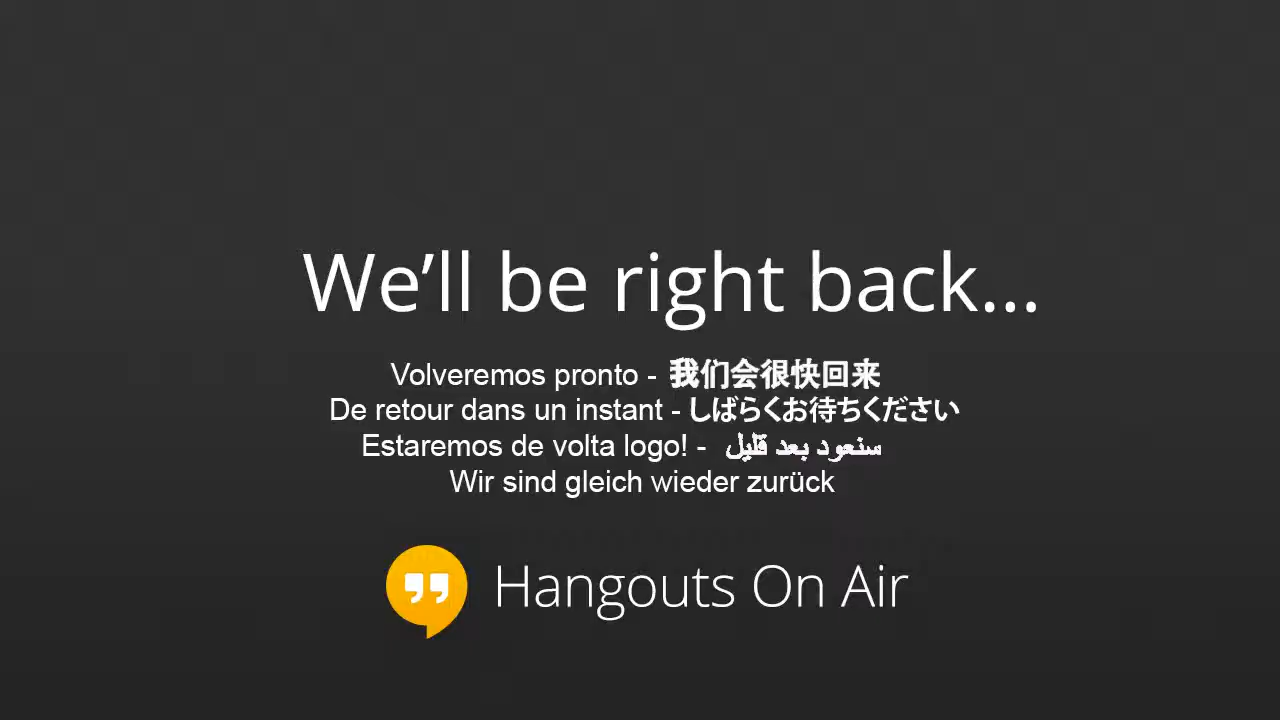 We’ll be right back...
Volveremos pronto - 我们会很快回来
De retour dans un instant - しばらくお待ちください
Estaremos de volta logo! - سنعود بعد قليل
Wir sind gleich wieder zurück
Hangouts On Air